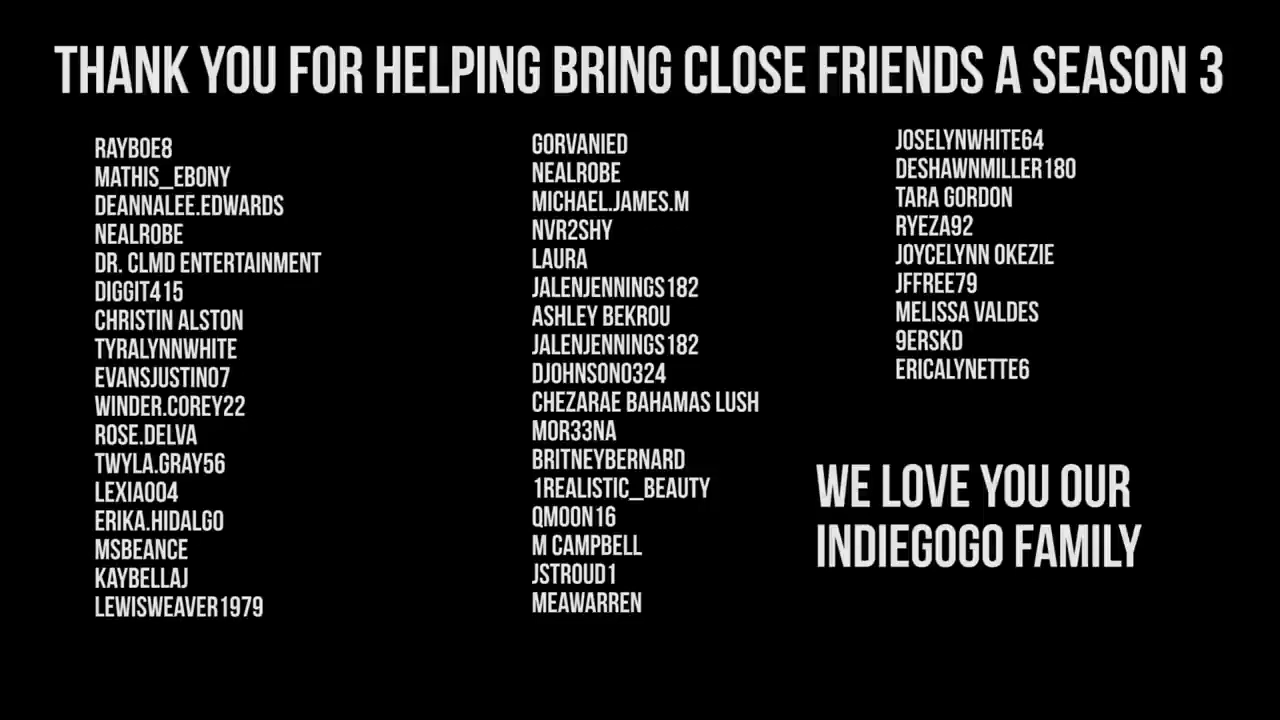 THANK YOU FOR HELPING BRING CLOSE FRIENDS A SEASON 3
RAYBOE8
MATHIS_EBONY
DEANNALEE.EDWARDS
NEALROBE
DR. CLMD ENTERTAINMENT
DIGGIT415
CHRISTIN ALSTON
TYRALYNNWHITE
EVANSJUSTIN07
WINDER.COREY22
ROSE.DELVA
TWYLA.GRAY56
LEXIA004
ERIKA.HIDALGO
MSBEANCE
KAYBELLAJ
LEWISWEAVER1979
GORVANIED
NEALROBE
MICHAEL.JAMES.M
NVR2SHY
LAURA
JALENJENNINGS182
ASHLEY BEKROU
JALENJENNINGS182
DJOHNSON0324
CHEZARAE BAHAMAS LUSH
MOR33NA
BRITNEYBERNARD
1REALISTIC_BEAUTY
QMOON16
M CAMPBELL
JSTROUD1
MEAWARREN
JOSELYNWHITE64
DESHAWNMILLER180
TARA GORDON
RYEZA92
JOYCELYNN OKEZIE
JFFREE79
MELISSA VALDES
9ERSKD
ERICALYNETTE6
WE LOVE YOU OUR
INDIEGOGO FAMILY